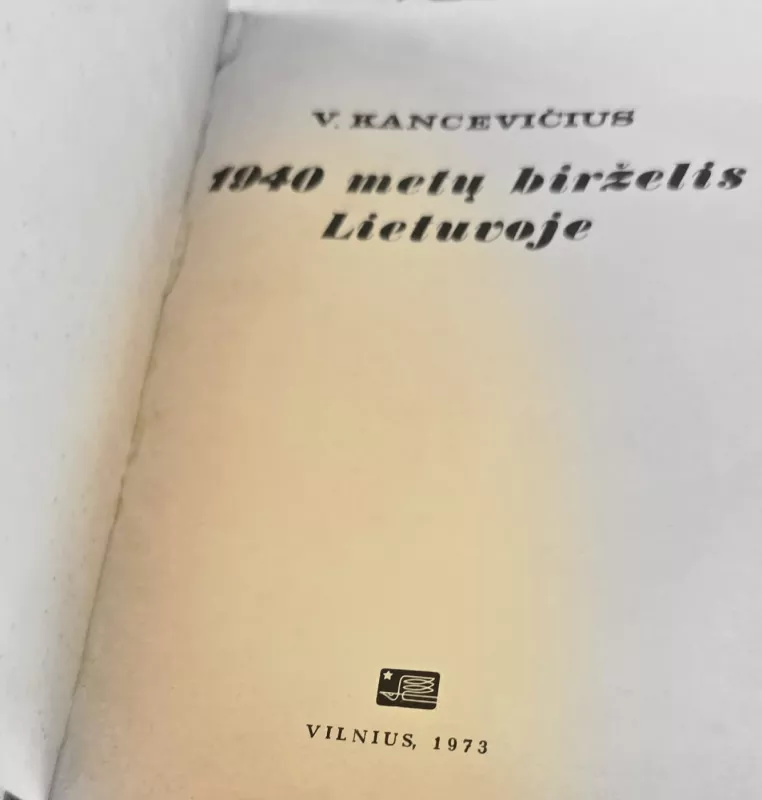 V. KANCEVIČIUS
1940 metų birželis
Lietuvoje
VILNIUS, 1973